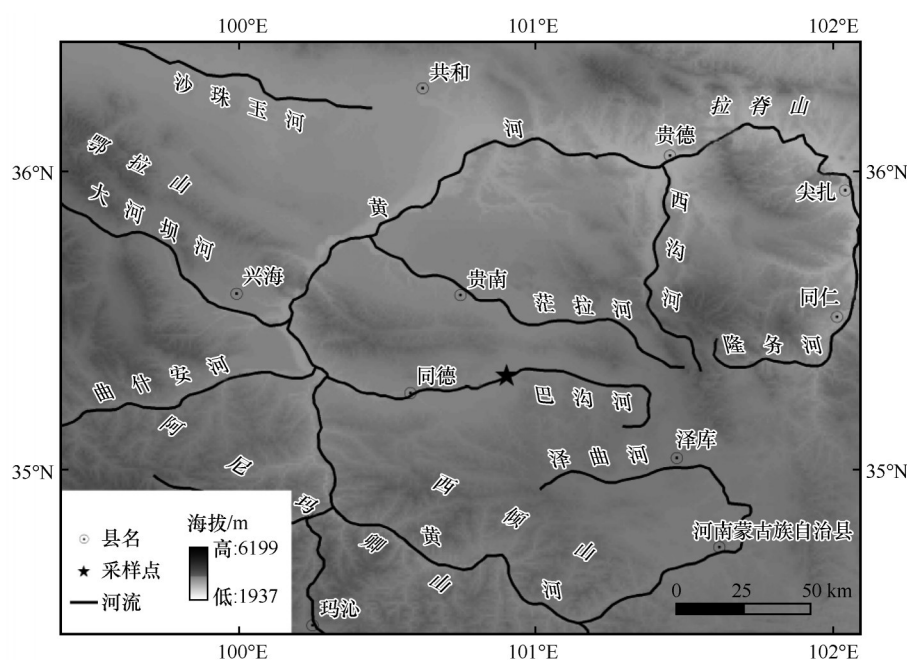 100°E
101°E
102°E
共和
沙珠玉河
拉脊山
河
贵德
36°N
36°N
鄂拉山
尖扎
大河坝河
黄
西沟河
兴海
贵南
茫拉河
同仁
隆务河
曲什安河
同德
巴沟河
阿尼玛卿山
泽曲河
泽库
35°N
35°N
西倾山
黄
河
河南蒙古族自治县
玛沁
县名
采样点
河流
海拔/m
高:6199
低:1937
0 25 50 km
100°E
101°E
102°E